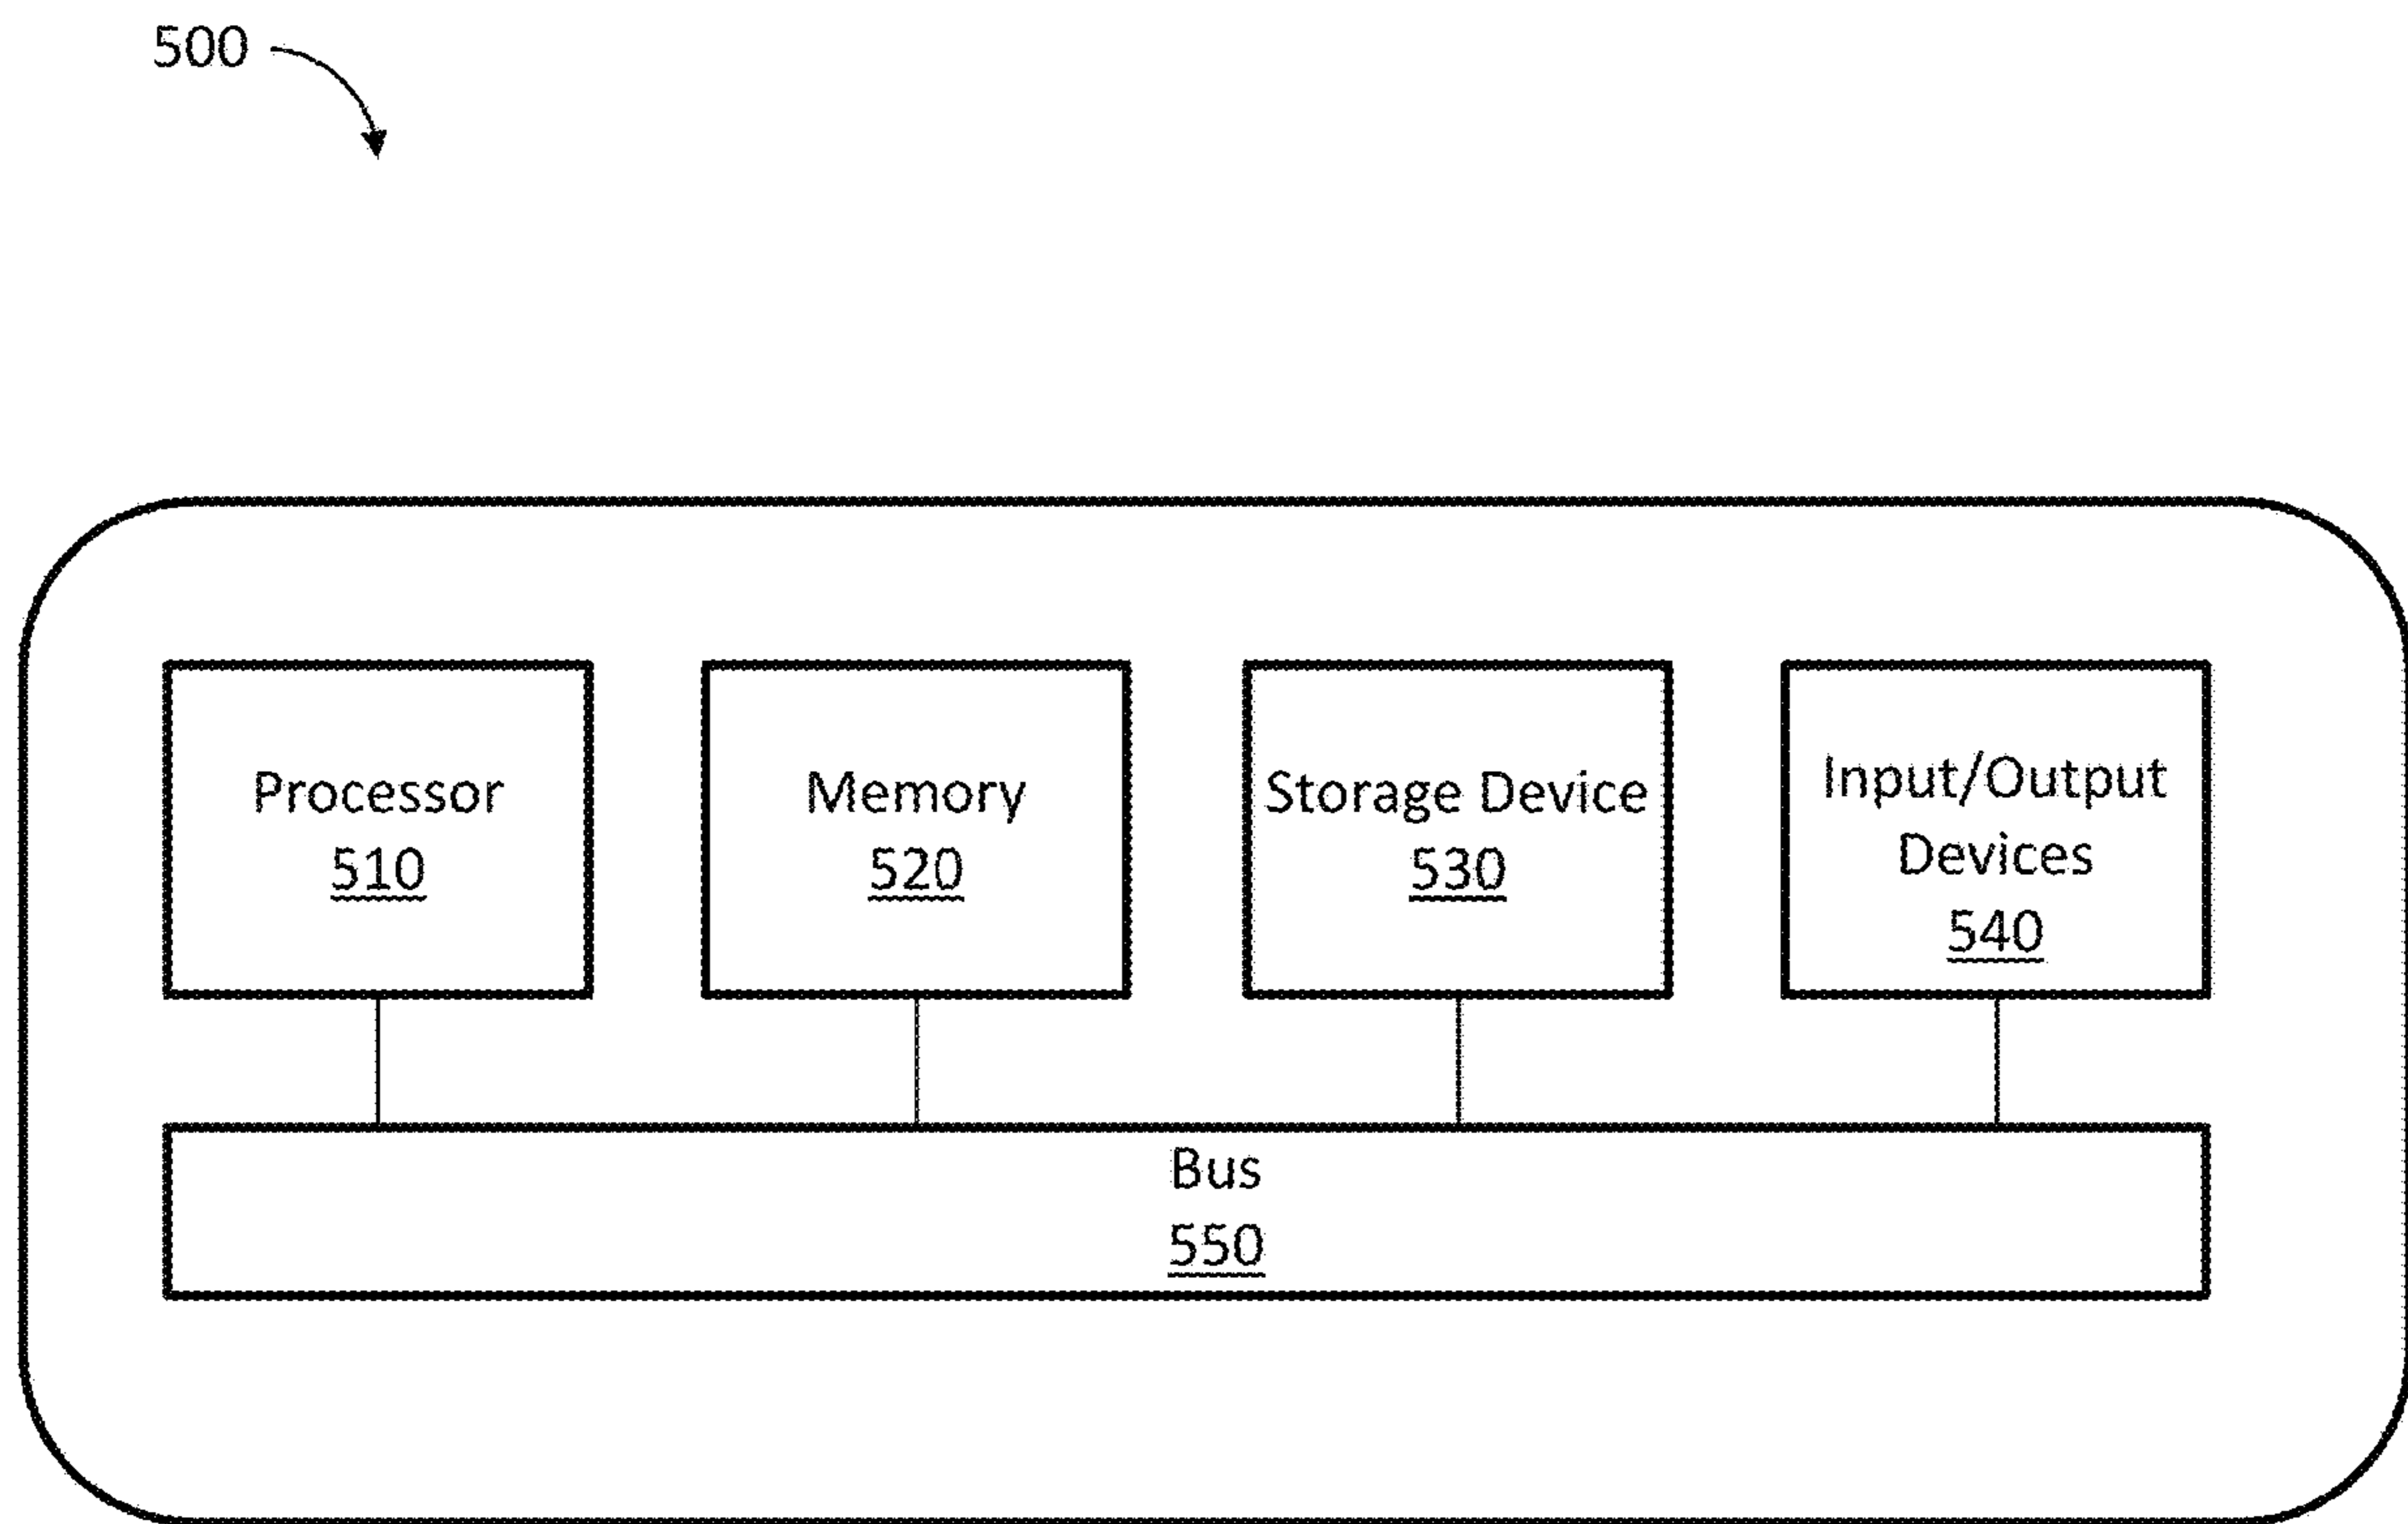 500
Processor
510
Memory
520
Storage Device
530
Input/Output
Devices
540
Bus
550